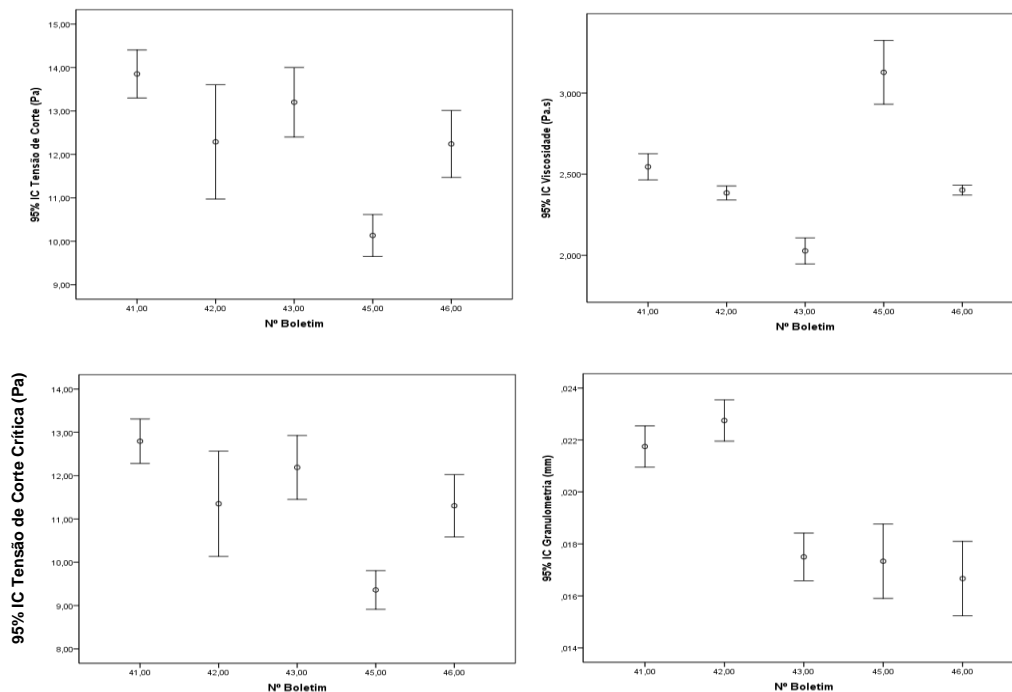 95% IC Tensão de Corte (Pa)
15,00
14,00
13,00
12,00
11,00
10,00
9,00
41,00 42,00 43,00 45,00 46,00
Nº Boletim
95% IC Viscosidade (Pa.s)
3,000
2,500
2,000
41,00 42,00 43,00 45,00 46,00
Nº Boletim
95% IC Tensão de Corte Crítica (Pa)
14,00
13,00
12,00
11,00
10,00
9,00
8,00
41,00 42,00 43,00 45,00 46,00
Nº Boletim
95% IC Granulometria (mm)
,024
,022
,020
,018
,016
,014
41,00 42,00 43,00 45,00 46,00
Nº Boletim